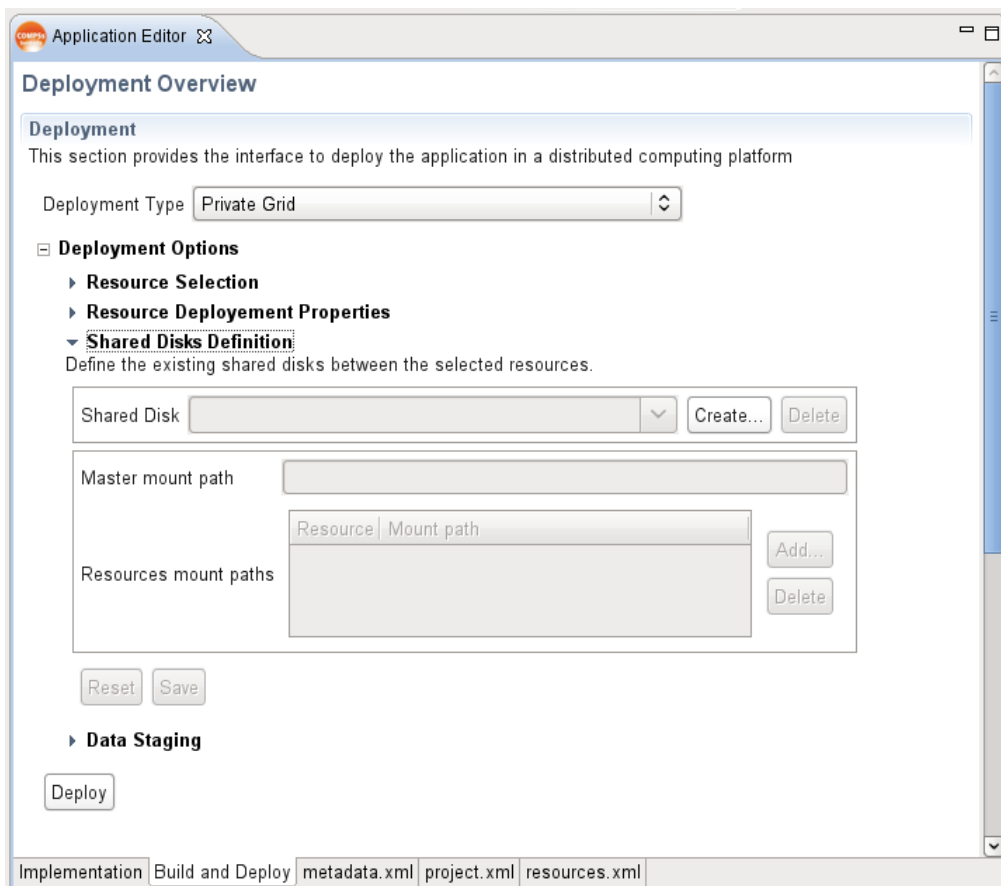 COMPSs
Application Editor
Deployment Overview
Deployment
This section provides the interface to deploy the application in a distributed computing platform
Deployment Type Private Grid
Deployment Options
Resource Selection
Resource Deployement Properties
Shared Disks Definition
Define the existing shared disks between the selected resources.
Shared Disk Create... Delete
Master mount path
Resource Mount path
Add...
Resources mount paths
Delete
Reset Save
Data Staging
Deploy
Implementation Build and Deploy metadata.xml project.xml resources.xml